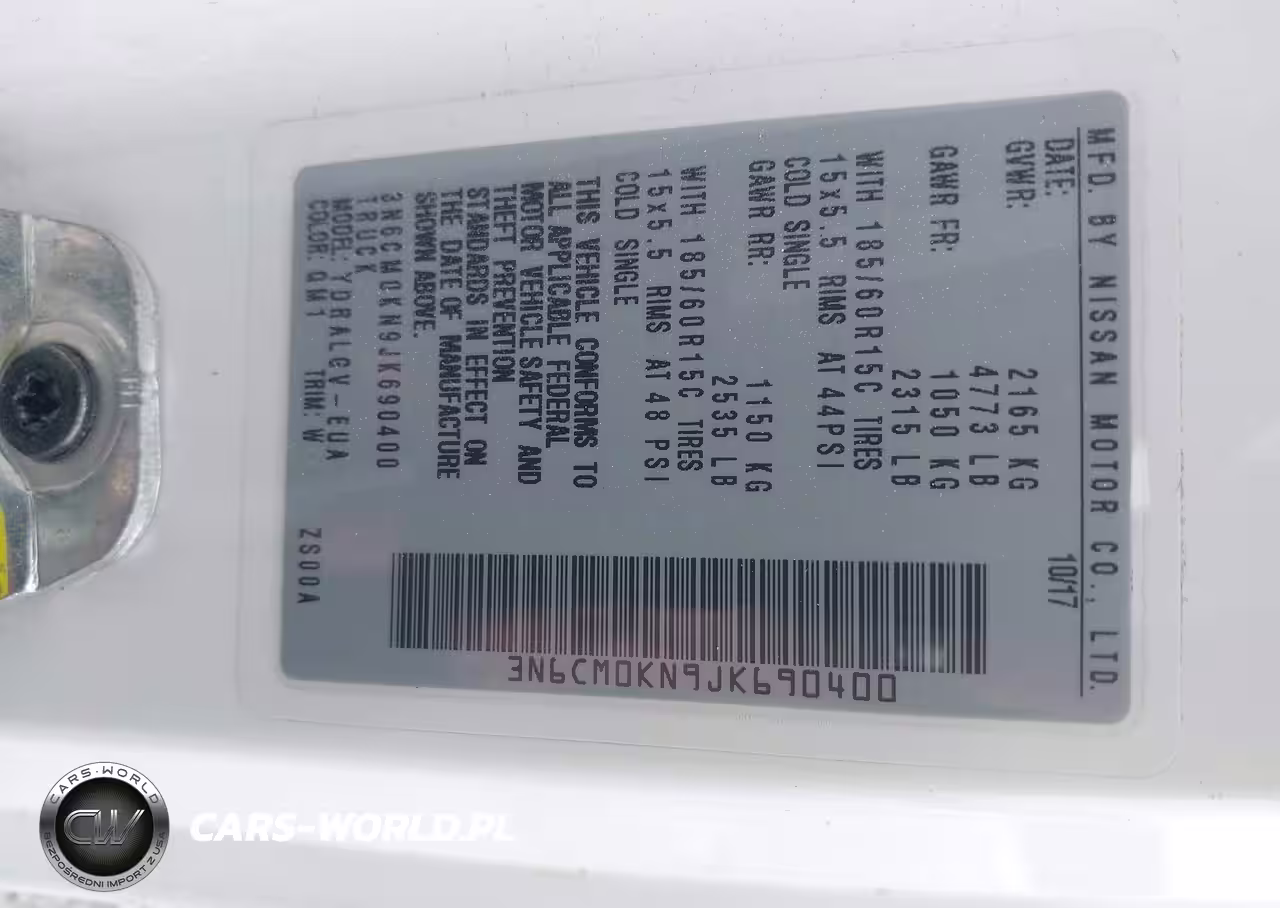 MFD. BY NISSAN MOTOR CO., LTD.
DATE: 10/17
GVWR: 2165 KG
4773 LB
GAWR FR: 1050 KG
2315 LB
WITH 185/60R15C TIRES
15x5.5 RIMS AT 44PSI
COLD SINGLE
GAWR RR: 1150 KG
2535 LB
WITH 185/60R15C TIRES
15x5.5 RIMS AT 48 PSI
COLD SINGLE
THIS VEHICLE CONFORMS TO
ALL APPLICABLE FEDERAL
MOTOR VEHICLE SAFETY AND
THEFT PREVENTION
STANDARDS IN EFFECT ON
THE DATE OF MANUFACTURE
SHOWN ABOVE.
3N6CM0KN9JK690400
TRUCK
MODEL: YDRALGV-EUA
COLOR: QM1 TRIM: W
ZS00A
3N6CM0KN9JK690400
CARS-WORLD
CW
BEZPOŚREDNI IMPORT Z USA
CARS-WORLD.PL